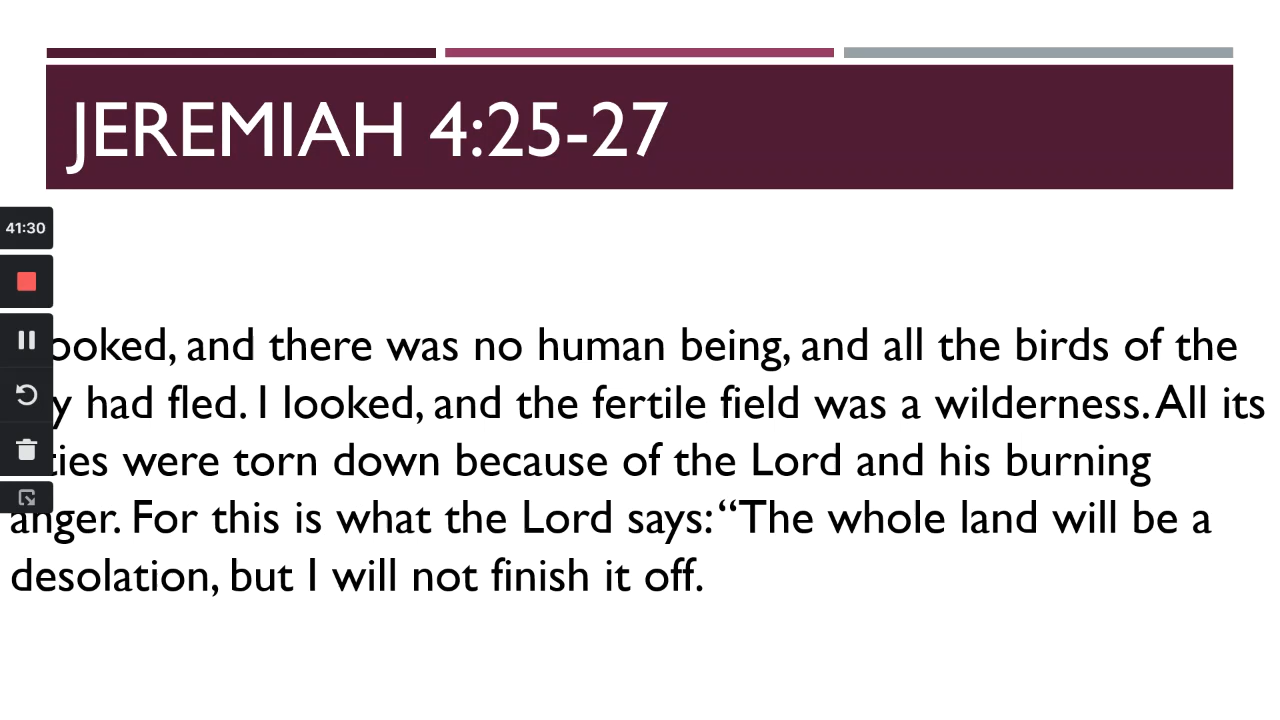 JEREMIAH 4:25-27
41:30
looked, and there was no human being, and all the birds of the
had fled. I looked, and the fertile field was a wilderness. All its
were torn down because of the Lord and his burning
anger. For this is what the Lord says: “The whole land will be a
desolation, but I will not finish it off.